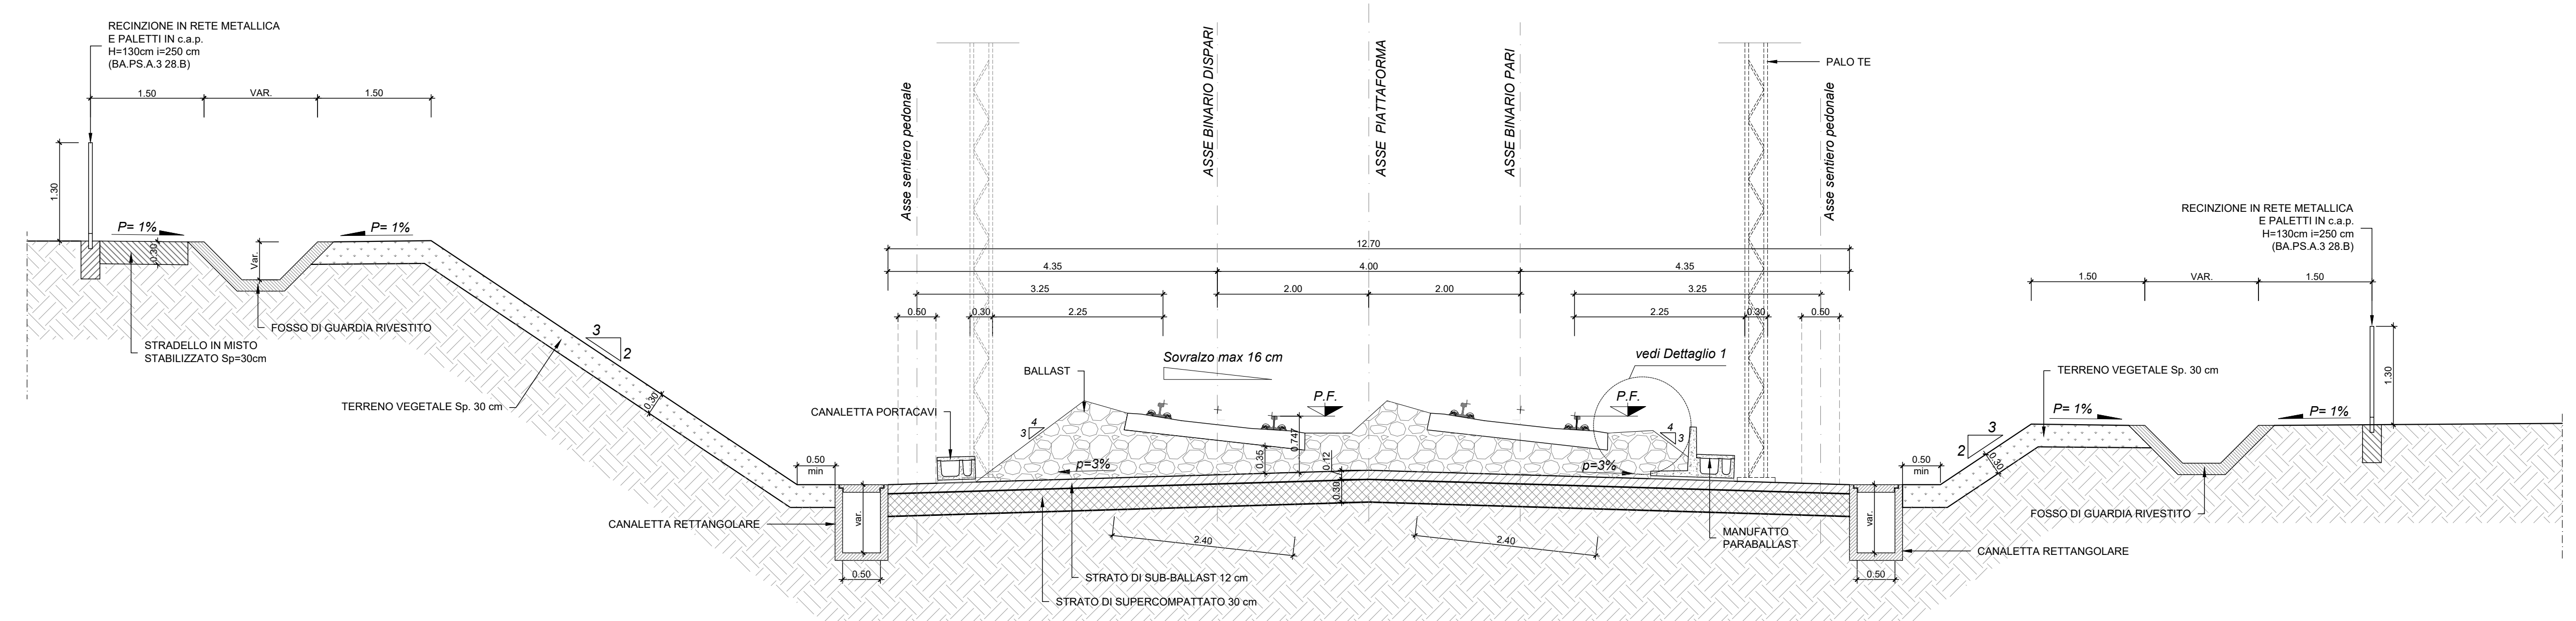 RECINZIONE IN RETE METALLICA
E PALETTI IN c.a.p.
H=130cm i=250 cm
(BA.PS.A.3 28.B)
1.50
VAR.
1.50
1.30
P= 1%
P= 1%
0.30
Var.
FOSSO DI GUARDIA RIVESTITO
STRADELLO IN MISTO
STABILIZZATO Sp=30cm
3
2
TERRENO VEGETALE Sp. 30 cm
0.30
0.50
min
CANALETTA RETTANGOLARE
var.
0.50
Asse sentiero pedonale
ASSE BINARIO DISPARI
ASSE PIATTAFORMA
ASSE BINARIO PARI
PALO TE
Asse sentiero pedonale
12.70
4.35
4.00
4.35
3.25
2.00
2.00
3.25
0.50
0.30
2.25
2.25
0.30
0.50
Sovralzo max 16 cm
vedi Dettaglio 1
BALLAST
CANALETTA PORTACAVI
P.F.
P.F.
4
3
4
3
0.747
0.35
0.12
0.30
p=3%
p=3%
2.40
2.40
MANUFATTO
PARABALLAST
STRATO DI SUB-BALLAST 12 cm
STRATO DI SUPERCOMPATTATO 30 cm
RECINZIONE IN RETE METALLICA
E PALETTI IN c.a.p.
H=130cm i=250 cm
(BA.PS.A.3 28.B)
1.50
VAR.
1.50
1.30
TERRENO VEGETALE Sp. 30 cm
P= 1%
P= 1%
3
2
0.30
0.50
min
FOSSO DI GUARDIA RIVESTITO
var.
CANALETTA RETTANGOLARE
0.50